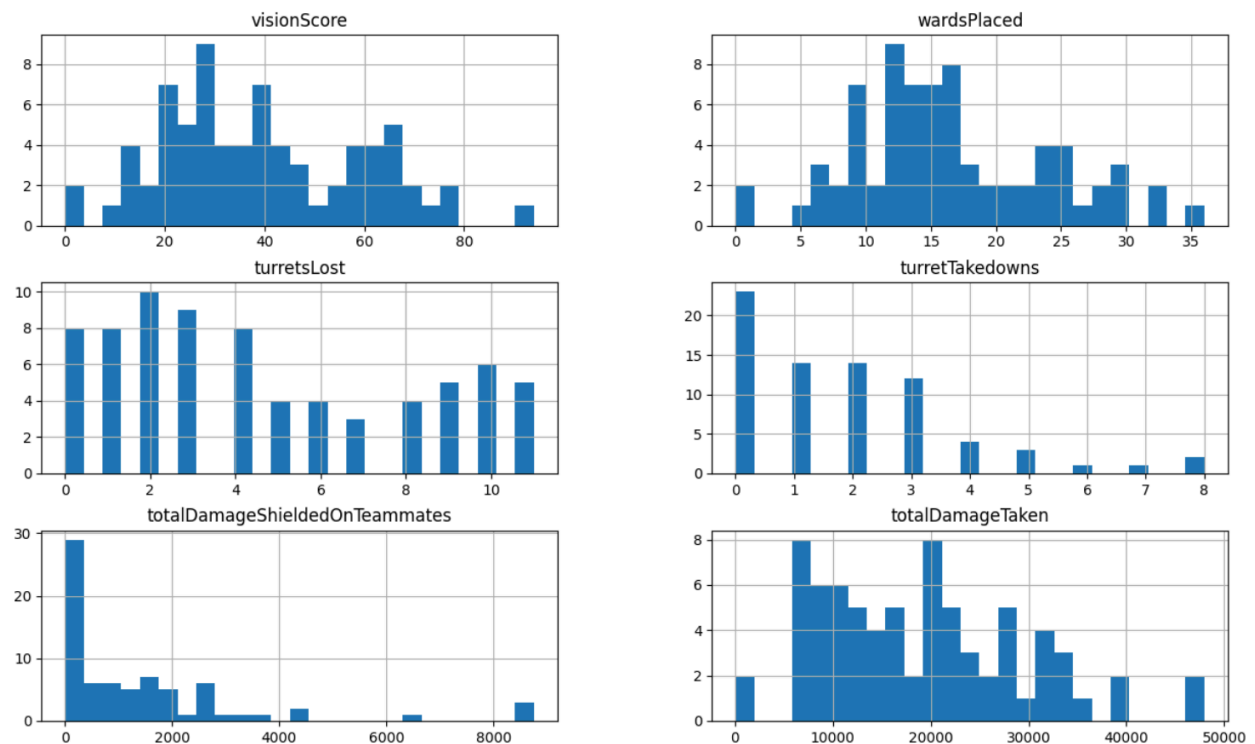 visionScore
8
6
4
2
0
0 20 40 60 80
wardsPlaced
8
6
4
2
0
0 5 10 15 20 25 30 35
turretsLost
10
8
6
4
2
0
0 2 4 6 8 10
turretTakedowns
20
15
10
5
0
0 1 2 3 4 5 6 7 8
totalDamageShieldedOnTeammates
30
20
10
0
0 2000 4000 6000 8000
totalDamageTaken
8
6
4
2
0
0 10000 20000 30000 40000 50000